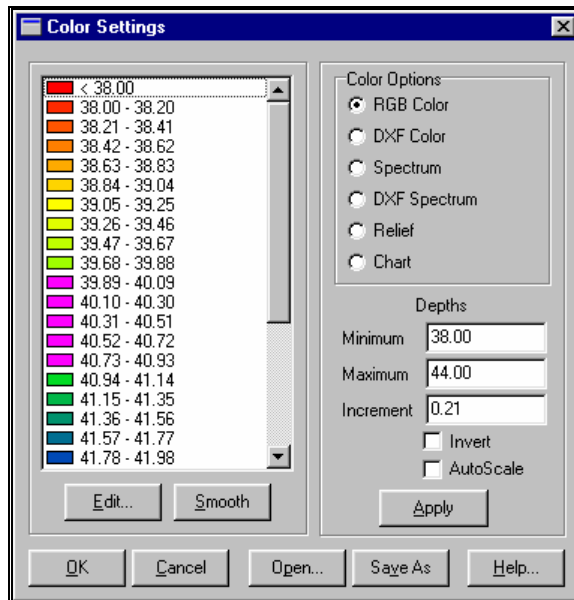 Color Settings
< 38.00
38.00 - 38.20
38.21 - 38.41
38.42 - 38.62
38.63 - 38.83
38.84 - 39.04
39.05 - 39.25
39.26 - 39.46
39.47 - 39.67
39.68 - 39.88
39.89 - 40.09
40.10 - 40.30
40.31 - 40.51
40.52 - 40.72
40.73 - 40.93
40.94 - 41.14
41.15 - 41.35
41.36 - 41.56
41.57 - 41.77
41.78 - 41.98
Edit...
Smooth
Color Options
RGB Color
DXF Color
Spectrum
DXF Spectrum
Relief
Chart
Depths
Minimum 38.00
Maximum 44.00
Increment 0.21
Invert
AutoScale
Apply
OK
Cancel
Open...
Save As
Help...